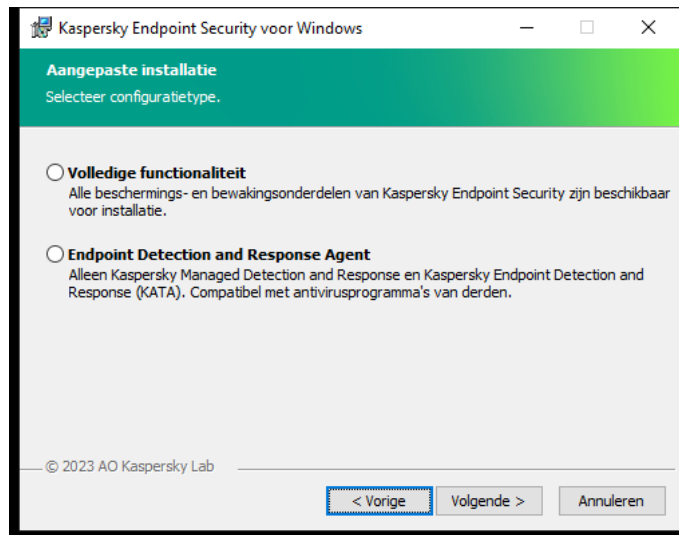 Kaspersky Endpoint Security voor Windows
Aangepaste installatie
Selecteer configuratietype.
Volledige functionaliteit
Alle beschermings- en bewakingsonderdelen van Kaspersky Endpoint Security zijn beschikbaar
voor installatie.
Endpoint Detection and Response Agent
Alleen Kaspersky Managed Detection and Response en Kaspersky Endpoint Detection and
Response (KATA). Compatibel met antivirusprogramma's van derden.
© 2023 AO Kaspersky Lab
< Vorige Volgende > Annuleren